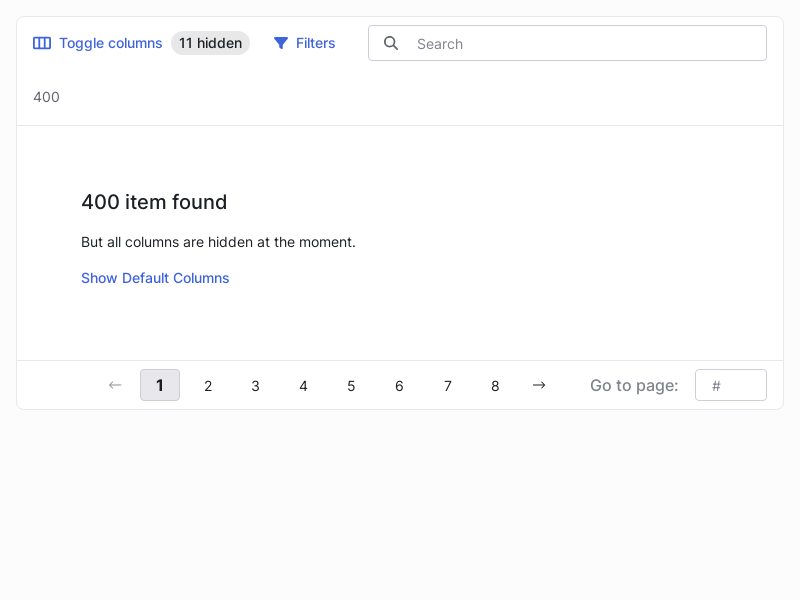 Toggle columns 11 hidden Filters Search
400
400 item found
But all columns are hidden at the moment.
Show Default Columns
1 2 3 4 5 6 7 8 Go to page: #